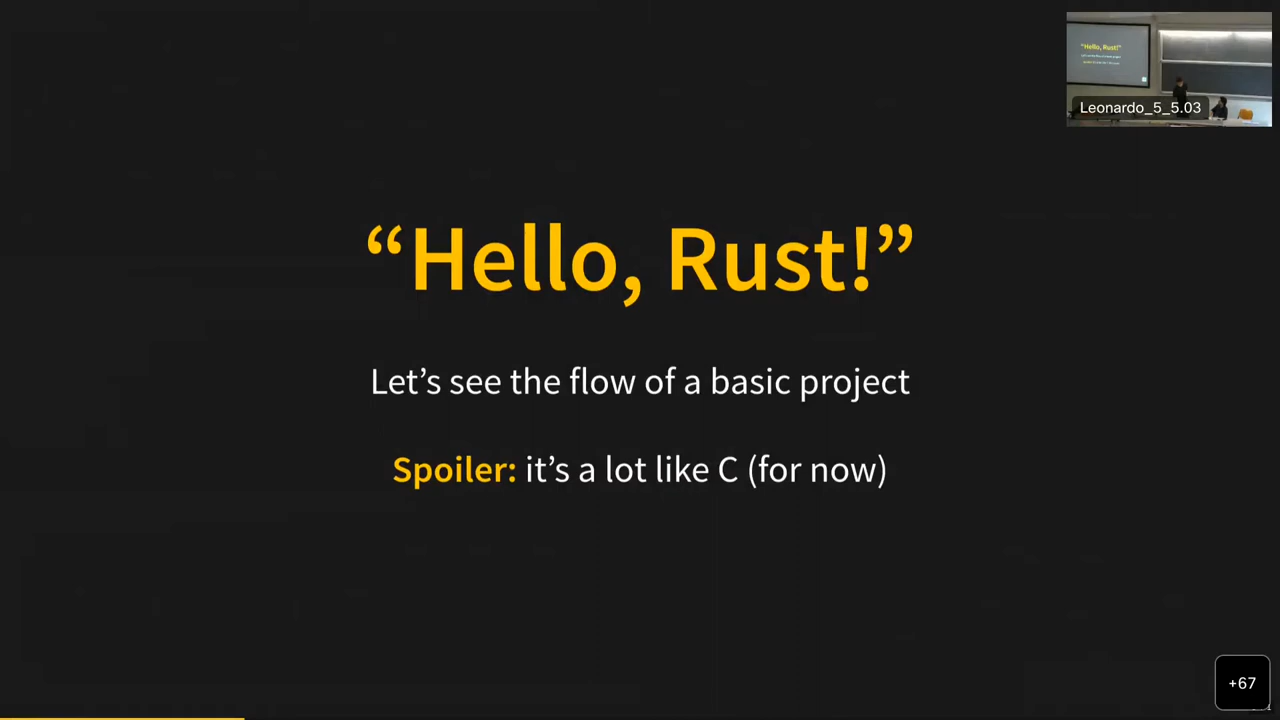 Leonardo_5_5.03
“Hello, Rust!”
Let’s see the flow of a basic project
Spoiler: it’s a lot like C (for now)
+67